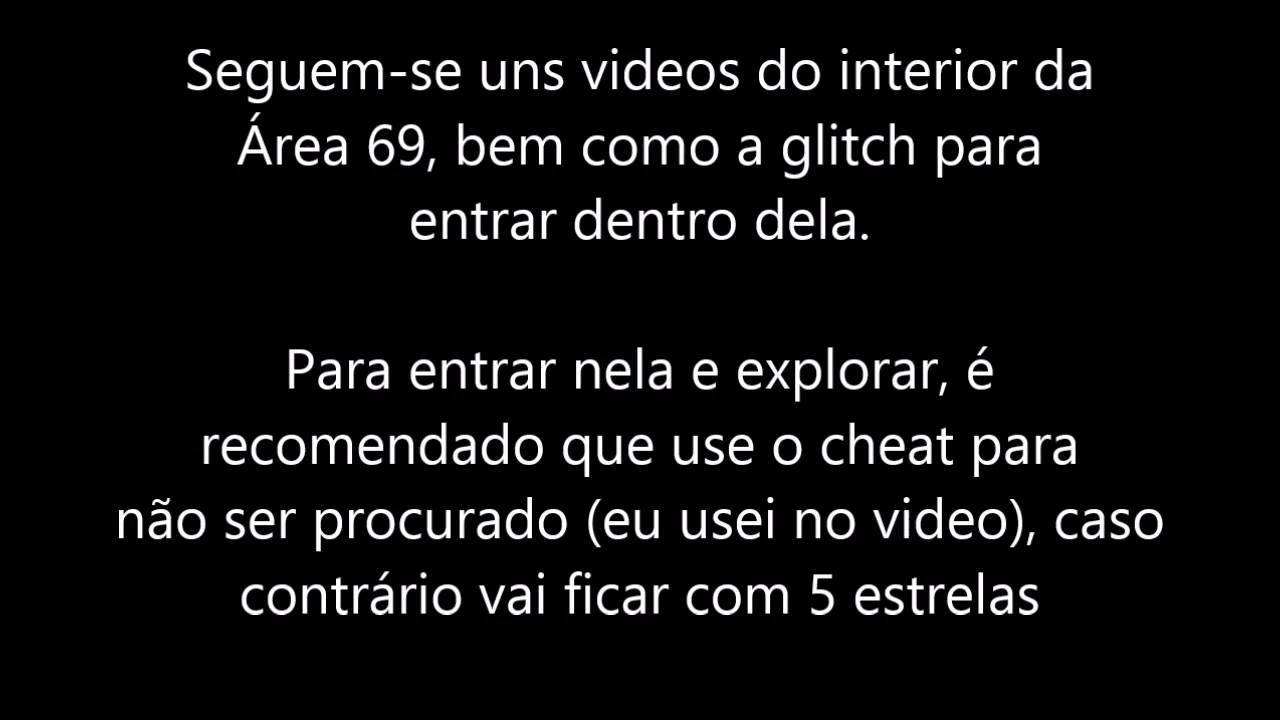 Seguem-se uns videos do interior da
Área 69, bem como a glitch para
entrar dentro dela.
Para entrar nela e explorar, é
recomendado que use o cheat para
não ser procurado (eu usei no video), caso
contrário vai ficar com 5 estrelas